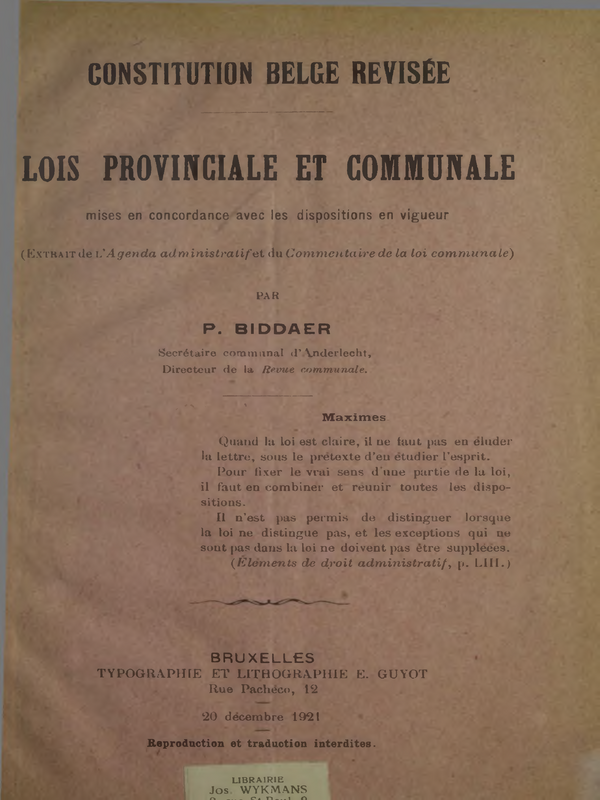 CONSTITUTION BELGE REVISÉE
LOIS PROVINCIALE ET COMMUNALE
mises en concordance avec les dispositions en vigueur
(EXTRAIT de L'Agenda administratif et du Commentaire de la loi communale)
PAR
P. BIDDAER
Secrétaire communal d'Anderlecht,
Directeur de la Revue communale.
Maximes
Quand la loi est claire, il ne faut pas en éluder
la lettre, sous le prétexte d'en étudier l'esprit.
Pour fixer le vrai sens d'une partie de la loi,
il faut en combiner et réunir toutes les dispo-
sitions.
Il n'est pas permis de distinguer lorsque
la loi ne distingue pas, et les exceptions qui ne
sont pas dans la loi ne doivent pas être suppléées.
(Éléments de droit administratif, p. LIII.)
BRUXELLES
TYPOGRAPHIE ET LITHOGRAPHIE E. GUYOT
Rue Pachéco, 12
20 décembre 1921
Reproduction et traduction interdites.
LIBRAIRIE
Jos. WYKMANS